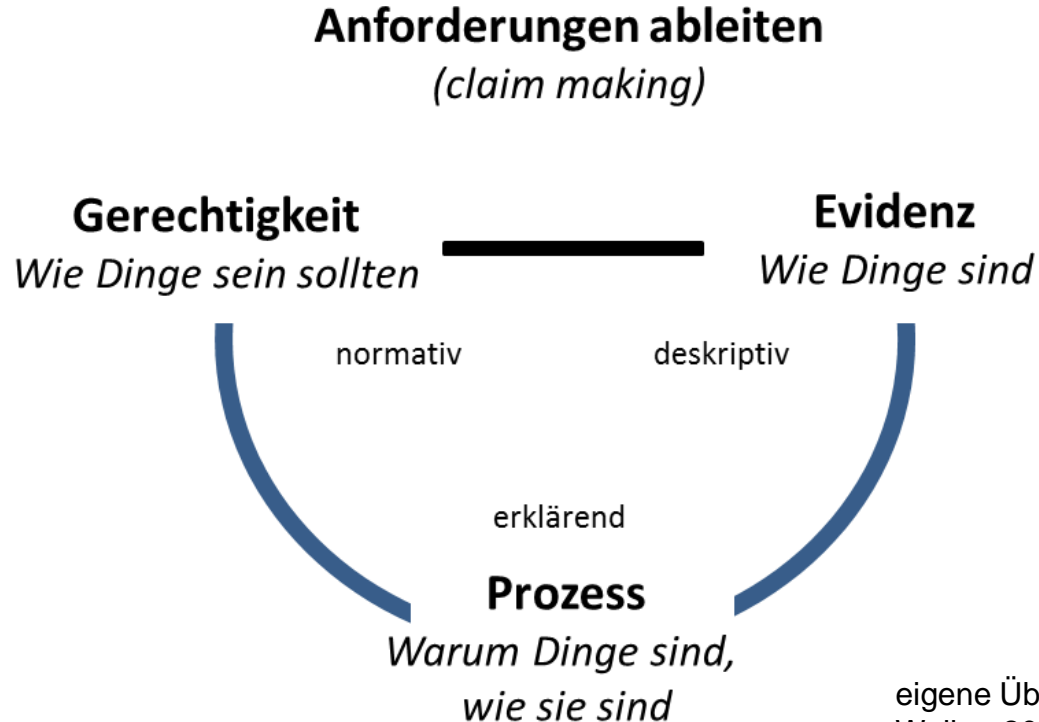 Anforderungen ableiten
(claim making)
Gerechtigkeit
Wie Dinge sein sollten
Evidenz
Wie Dinge sind
normativ
deskriptiv
erklärend
Prozess
Warum Dinge sind,
wie sie sind
eigene